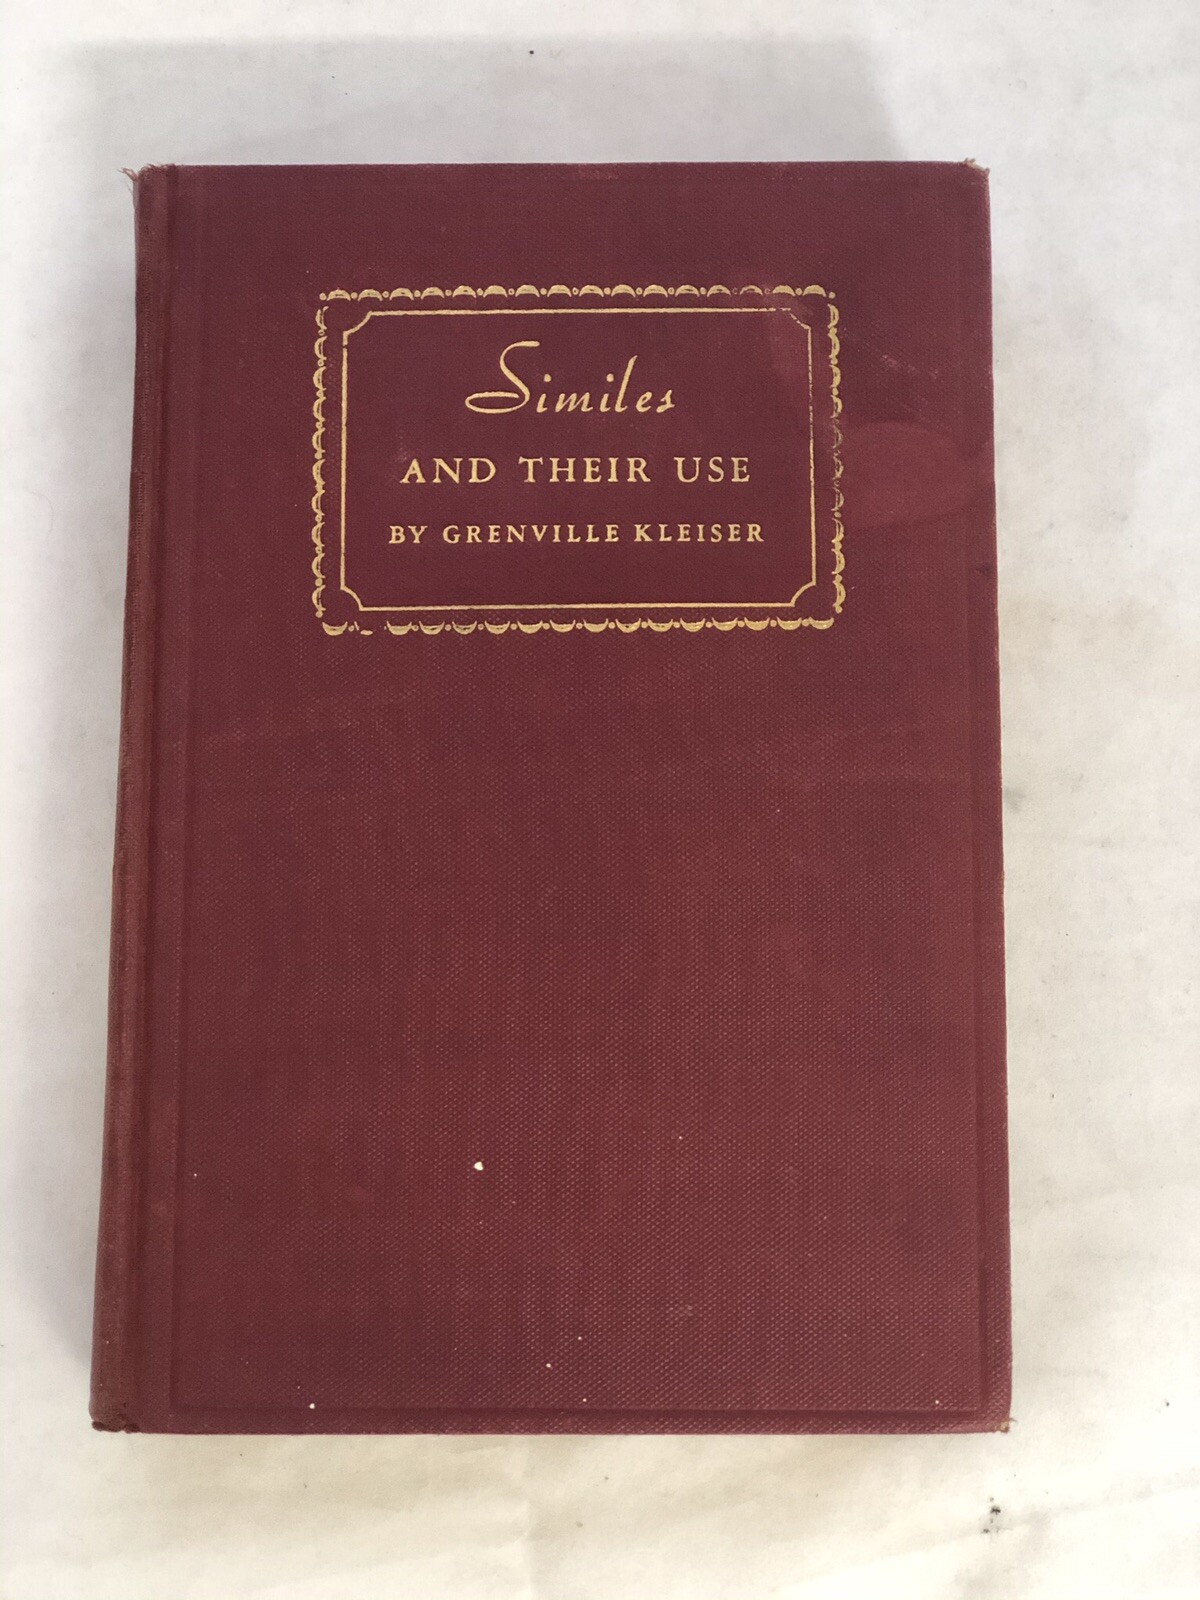 Similes
AND THEIR USE
BY GRENVILLE KLEISER